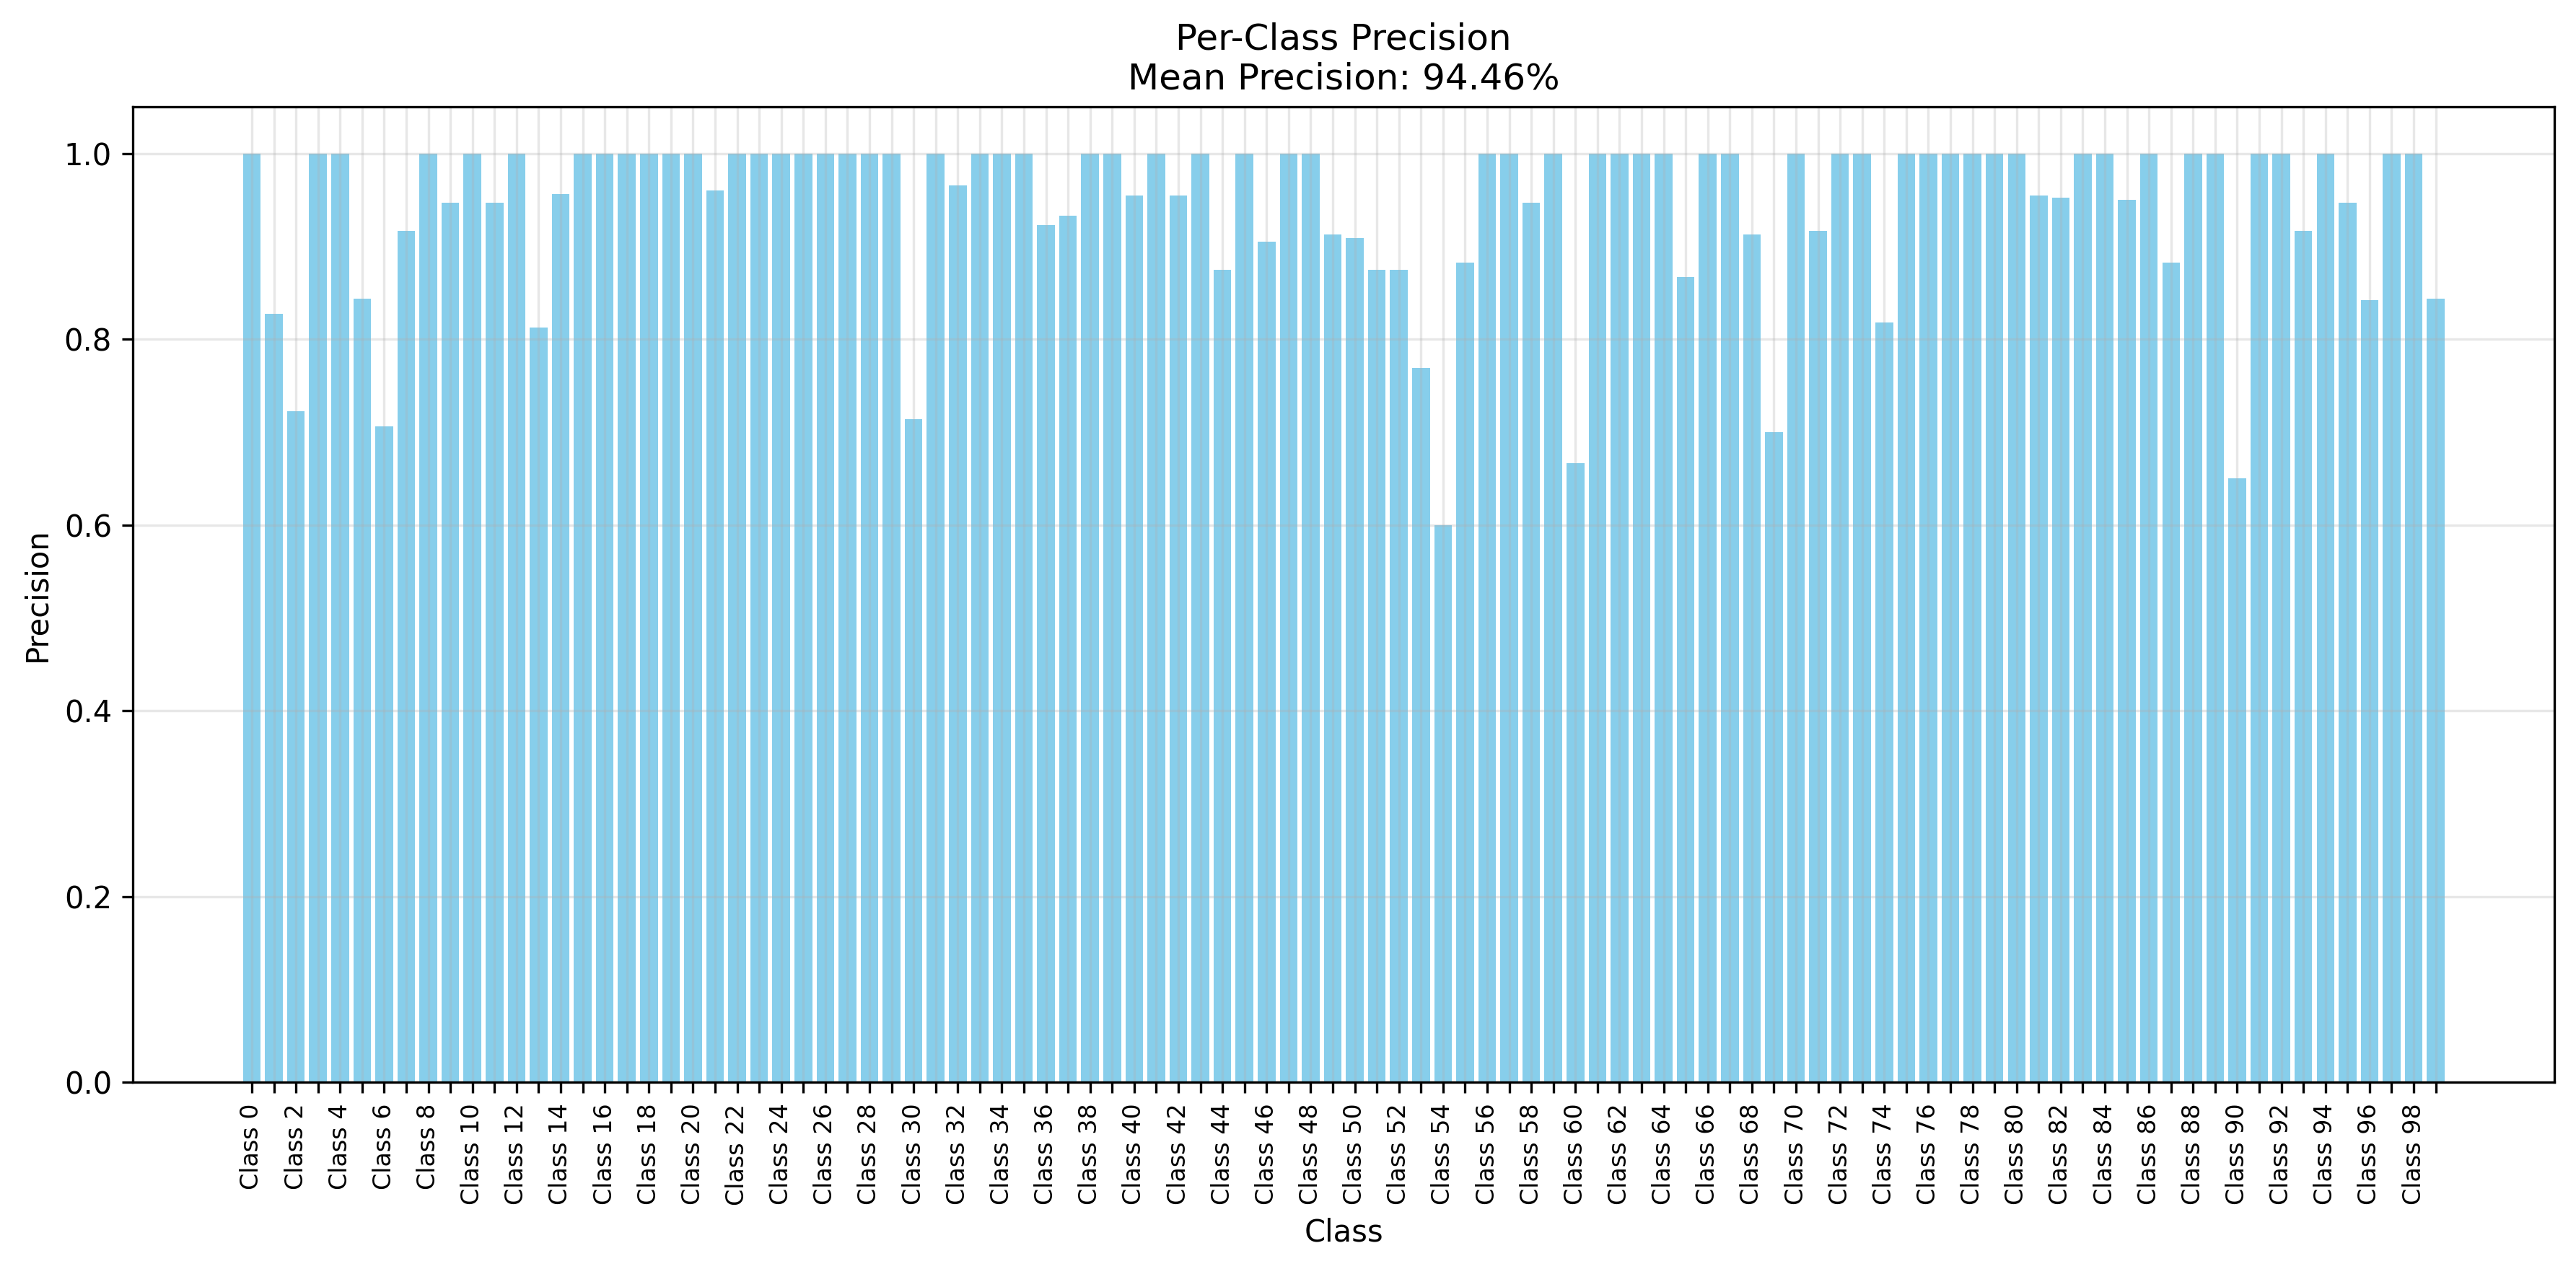 Per-Class Precision
Mean Precision: 94.46%
Precision
1.0
0.8
0.6
0.4
0.2
0.0
Class 0
Class 2
Class 4
Class 6
Class 8
Class 10
Class 12
Class 14
Class 16
Class 18
Class 20
Class 22
Class 24
Class 26
Class 28
Class 30
Class 32
Class 34
Class 36
Class 38
Class 40
Class 42
Class 44
Class 46
Class 48
Class 50
Class 52
Class 54
Class 56
Class 58
Class 60
Class 62
Class 64
Class 66
Class 68
Class 70
Class 72
Class 74
Class 76
Class 78
Class 80
Class 82
Class 84
Class 86
Class 88
Class 90
Class 92
Class 94
Class 96
Class 98
Class